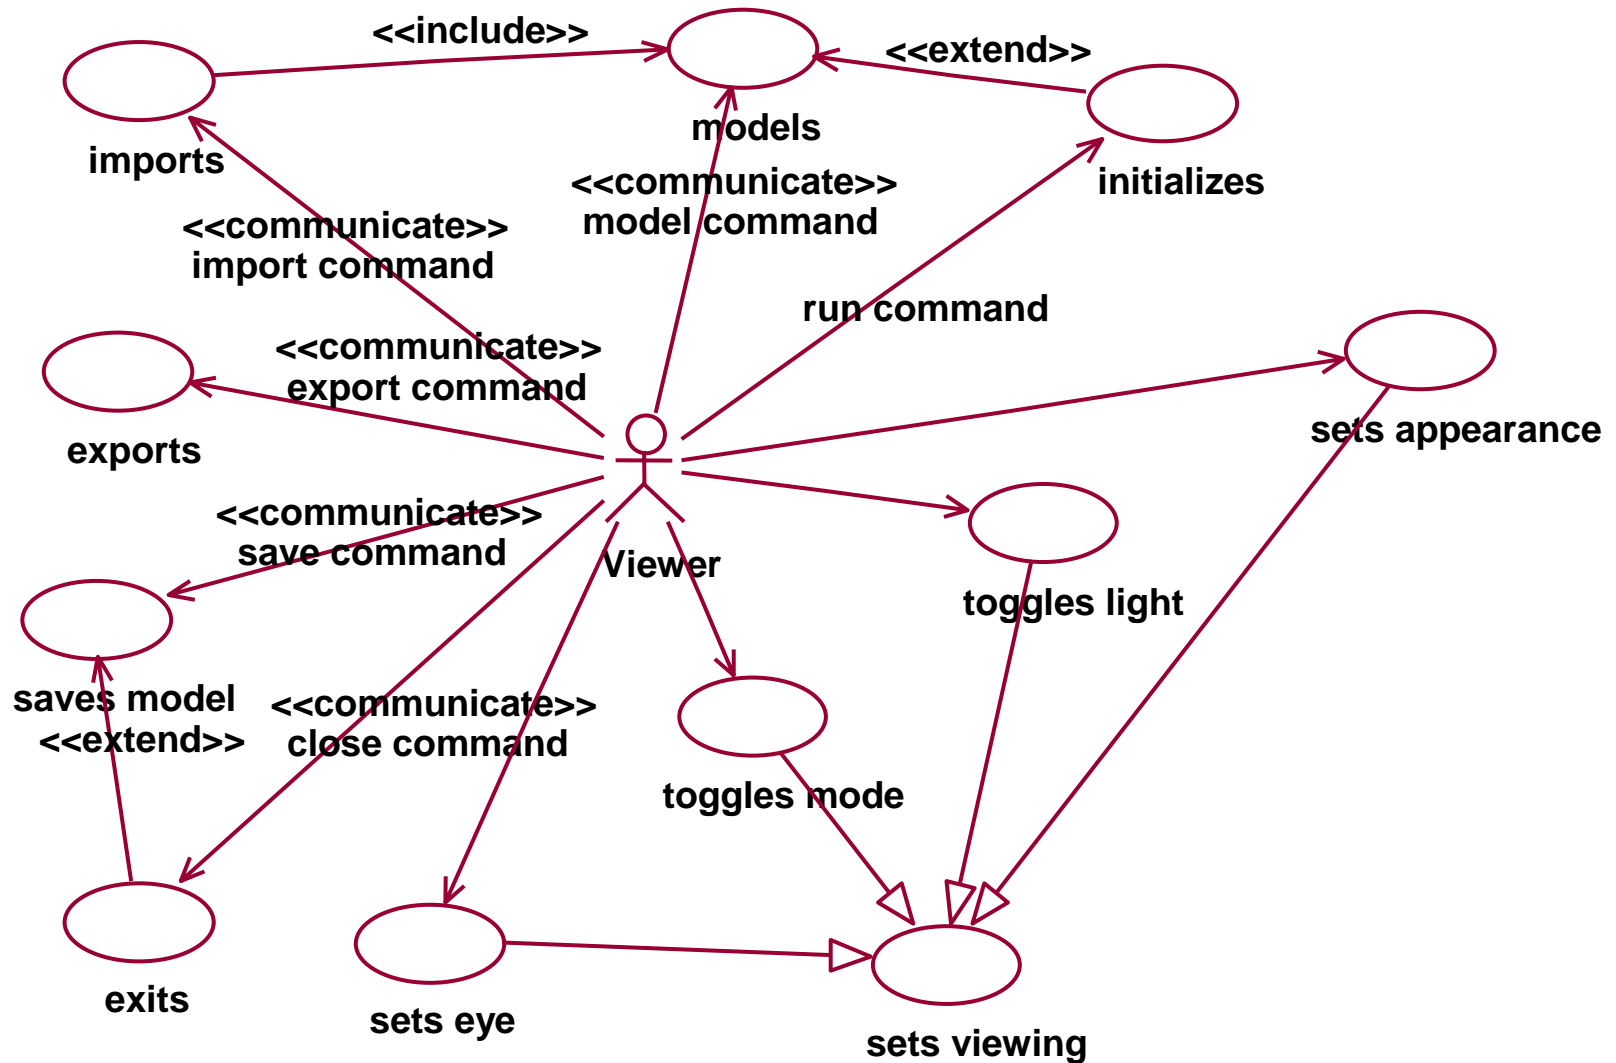 <<include>>
<<extend>>
models
imports
initializes
<<communicate>>
model command
<<communicate>>
import command
run command
<<communicate>>
export command
sets appearance
exports
<<communicate>>
save command
Viewer
toggles light
saves model
<<extend>>
<<communicate>>
close command
toggles mode
exits
sets eye
sets viewing